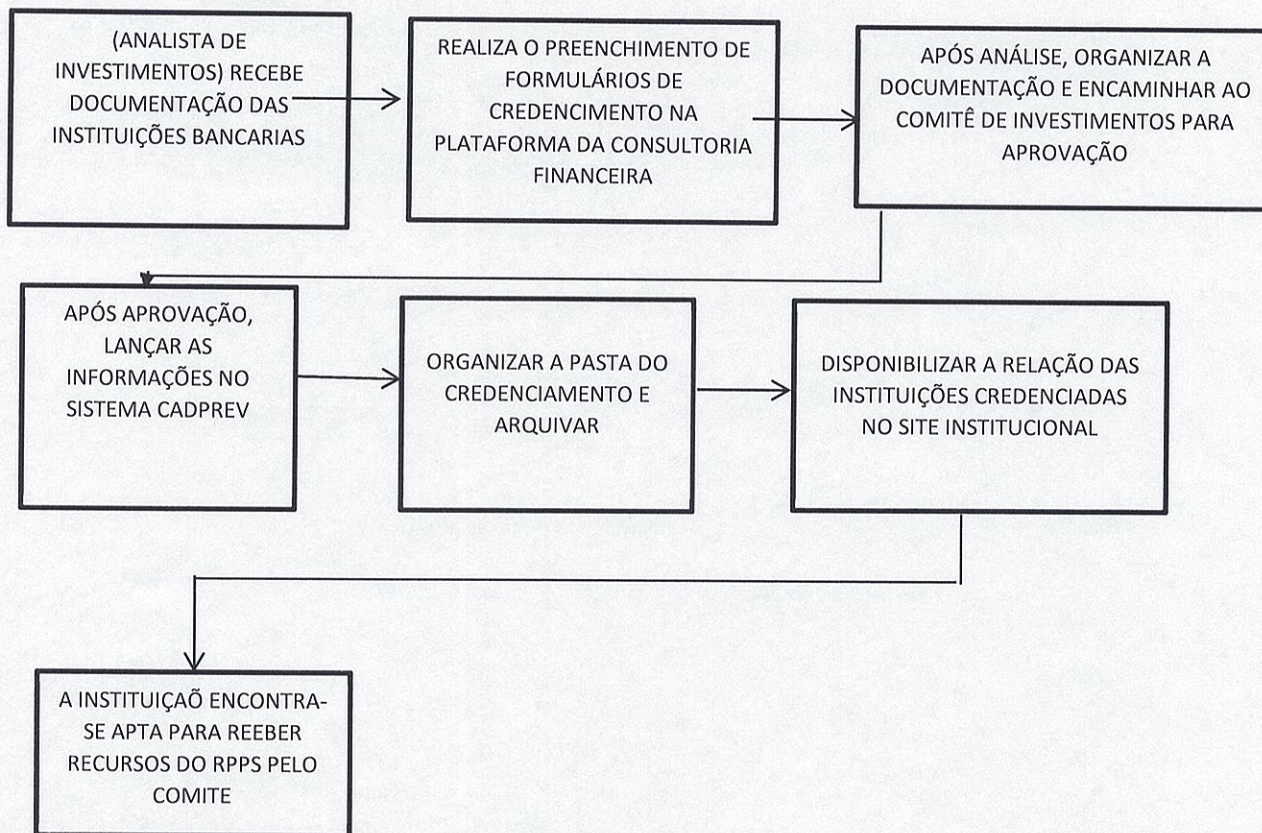 (ANALISTA DE
INVESTIMENTOS) RECEBE
DOCUMENTAÇÃO DAS
INSTITUIÇÕES BANCARIAS
REALIZA O PREENCHIMENTO DE
FORMULÁRIOS DE
CREDENCIMENTO NA
PLATAFORMA DA CONSULTORIA
FINANCEIRA
APÓS ANÁLISE, ORGANIZAR A
DOCUMENTAÇÃO E ENCAMINHAR AO
COMITÊ DE INVESTIMENTOS PARA
APROVAÇÃO
APÓS APROVAÇÃO,
LANÇAR AS
INFORMAÇÕES NO
SISTEMA CADPREV
ORGANIZAR A PASTA DO
CREDENCIAMENTO E
ARQUIVAR
DISPONIBILIZAR A RELAÇÃO DAS
INSTITUIÇÕES CREDENCIADAS
NO SITE INSTITUCIONAL
A INSTITUIÇAÕ ENCONTRA-
SE APTA PARA REEBER
RECURSOS DO RPPS PELO
COMITE